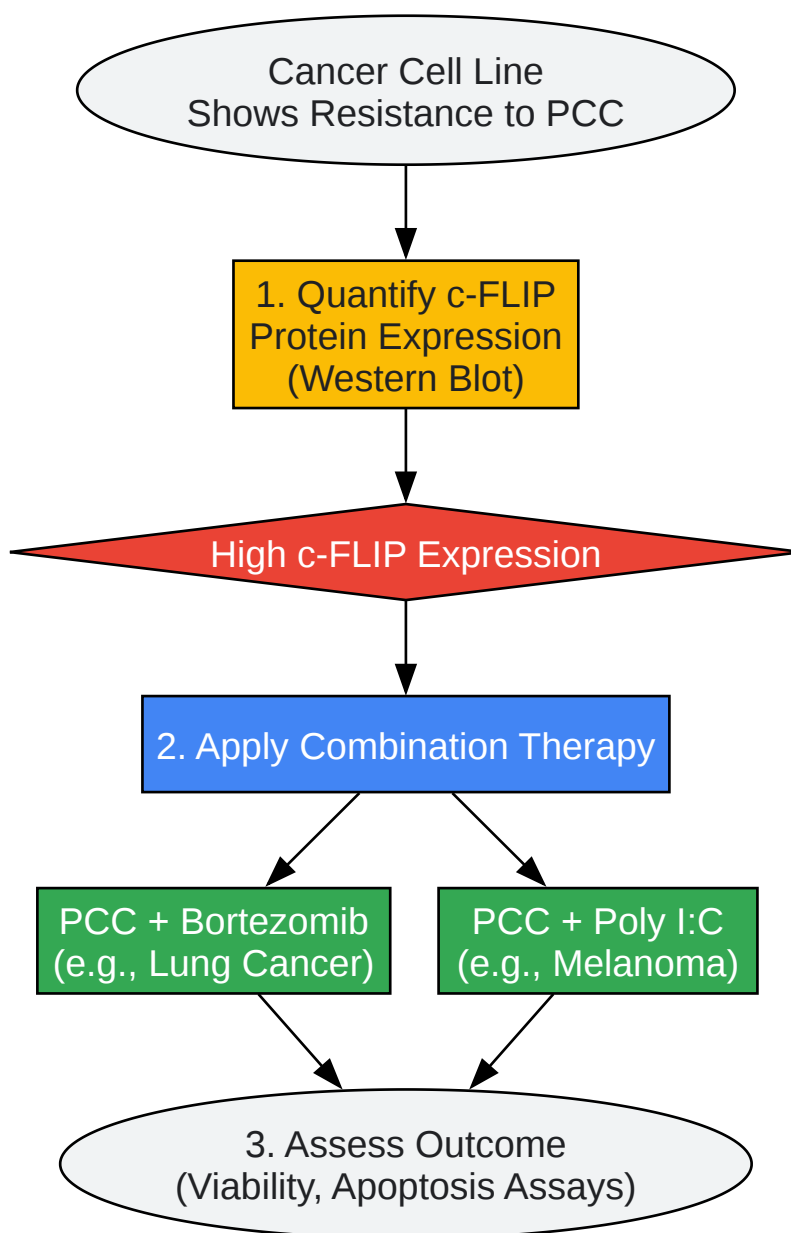 Cancer Cell Line
Shows Resistance to PCC
1. Quantify c-FLIP
Protein Expression
(Western Blot)
High c-FLIP Expression
2. Apply Combination Therapy
PCC + Bortezomib
(e.g., Lung Cancer)
PCC + Poly I:C
(e.g., Melanoma)
3. Assess Outcome
(Viability, Apoptosis Assays)